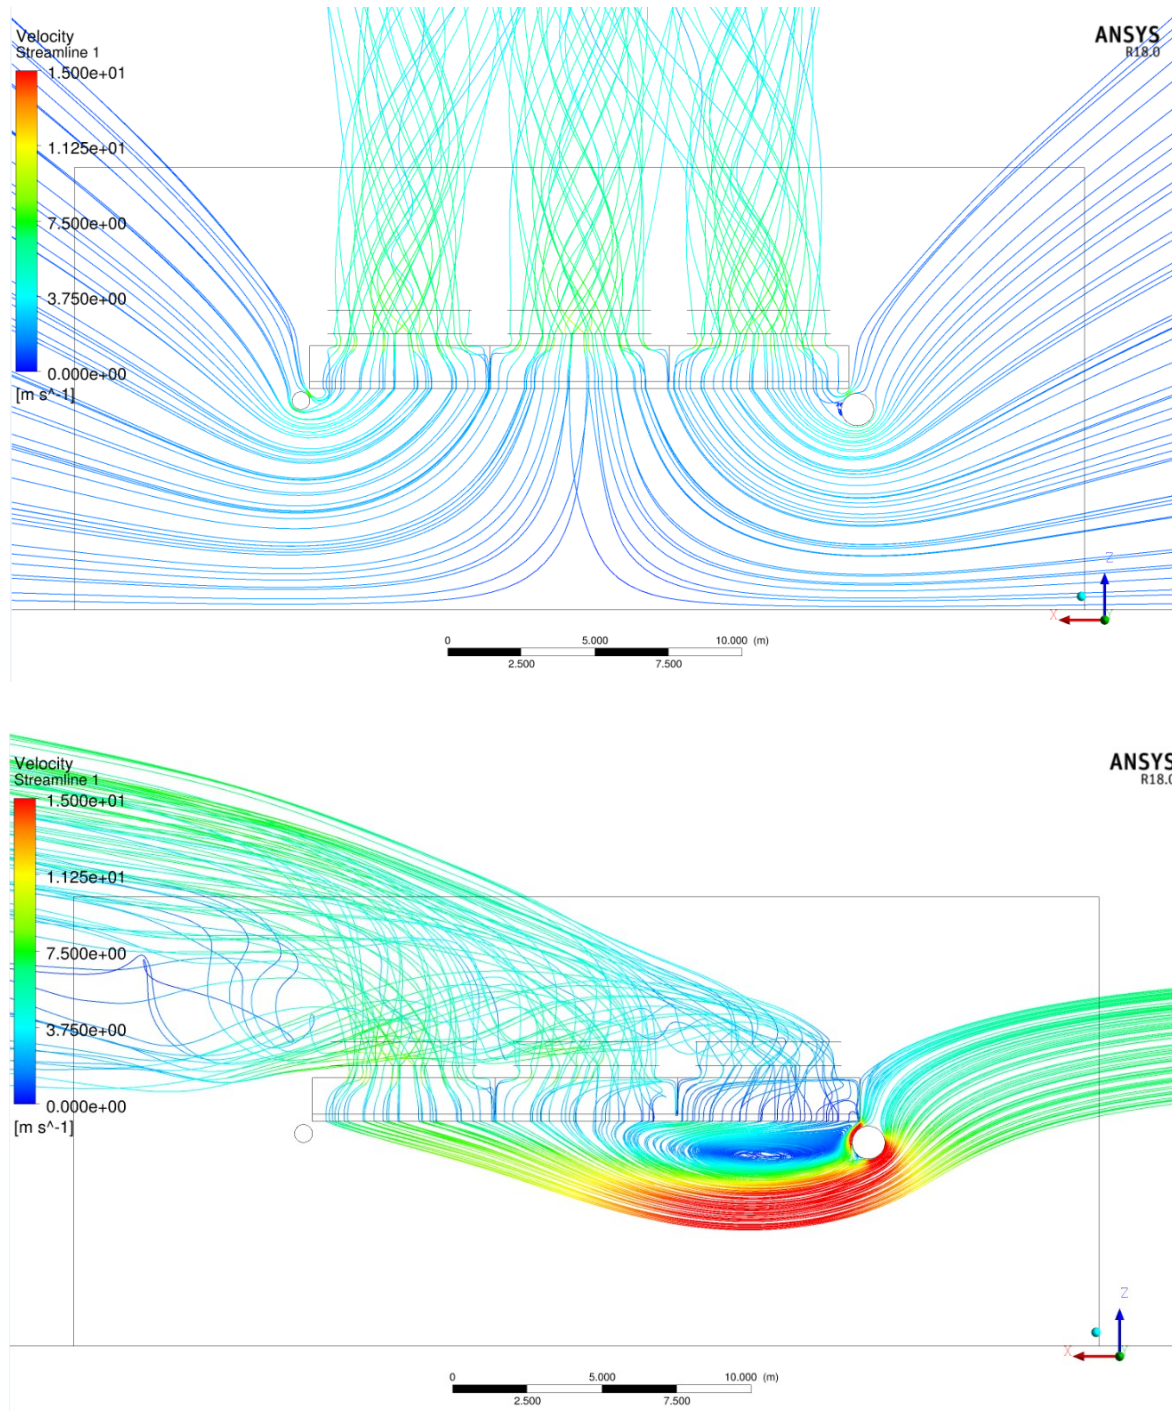 Velocity
Streamline 1
ANSYS
R18.0
1.500e+01
1.125e+01
7.500e+00
3.750e+00
0.000e+00
[m s^-1]
Z
X
0 5.000 10.000 (m)
2.500 7.500
Velocity
Streamline 1
ANSYS
R18.0
1.500e+01
1.125e+01
7.500e+00
3.750e+00
0.000e+00
[m s^-1]
Z
X
0 5.000 10.000 (m)
2.500 7.500